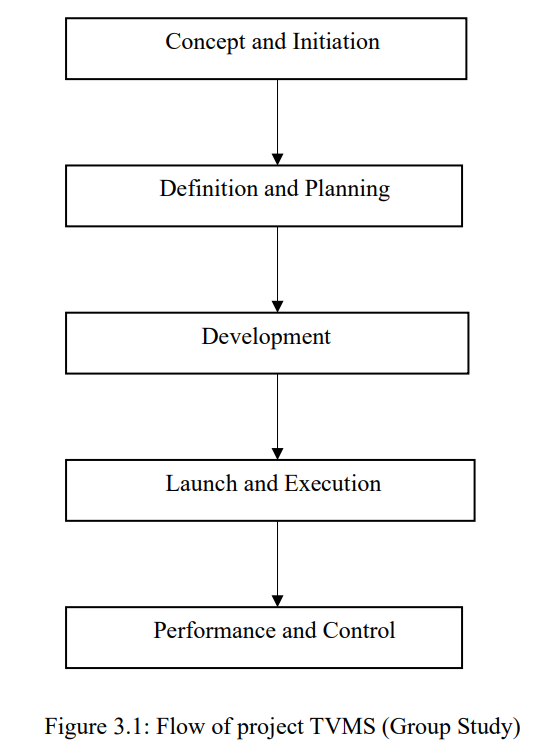 Concept and Initiation
Definition and Planning
Development
Launch and Execution
Performance and Control
Figure 3.1: Flow of project TVMS (Group Study)